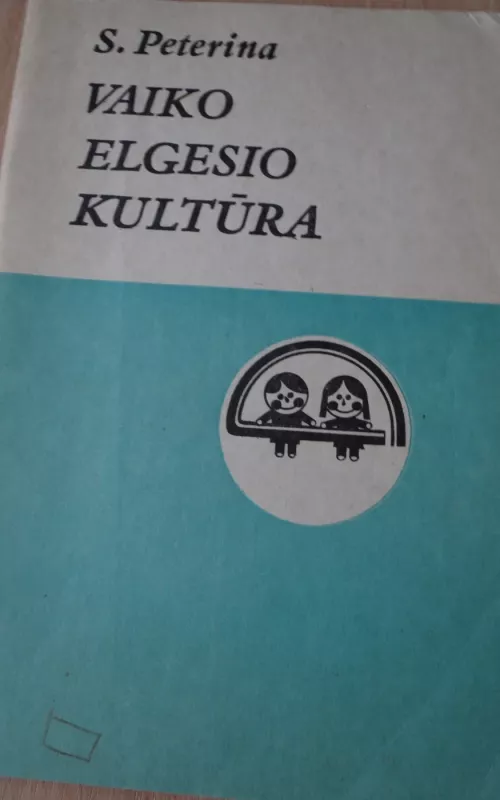 S. Peterina
VAIKO
ELGESIO
KULTŪRA